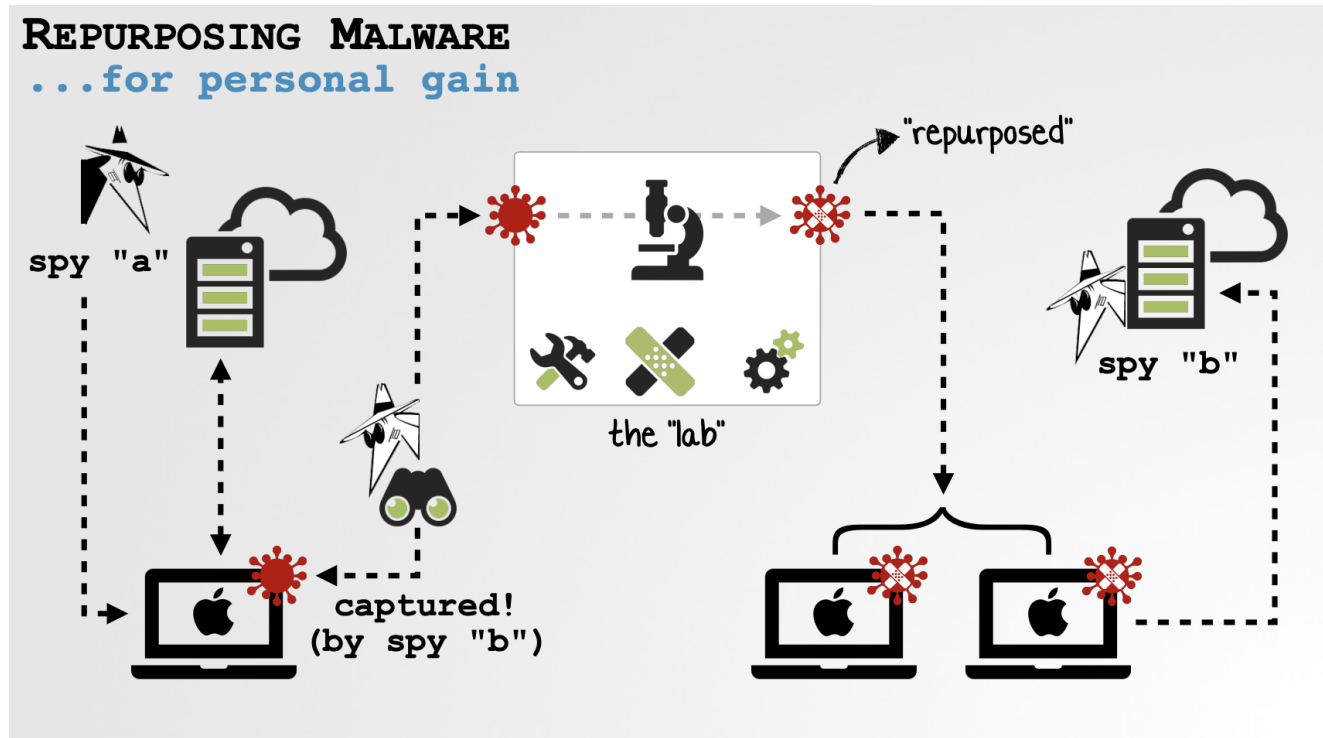 REPURPOSING MALWARE
...for personal gain
"repurposed"
spy "a"
spy "b"
the "lab"
captured!
(by spy "b")